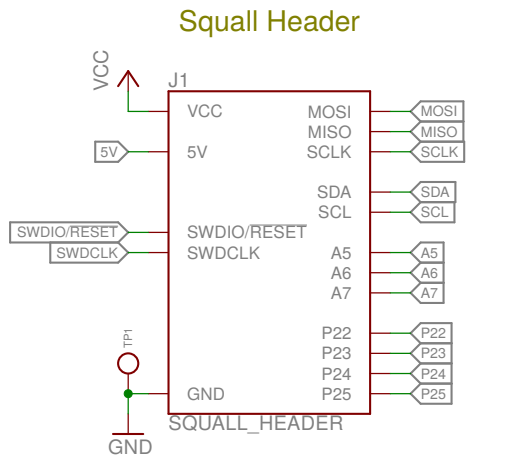 Squall Header
VCC
J1
VCC
MOSI
MOSI
MISO
MISO
5V
5V
SCLK
SCLK
SDA
SDA
SCL
SCL
SWDIO/RESET
SWDIO/RESET
SWDCLK
SWDCLK
A5
A5
A6
A6
A7
A7
TP1
P22
P22
P23
P23
P24
P24
GND
P25
P25
SQUALL_HEADER
GND